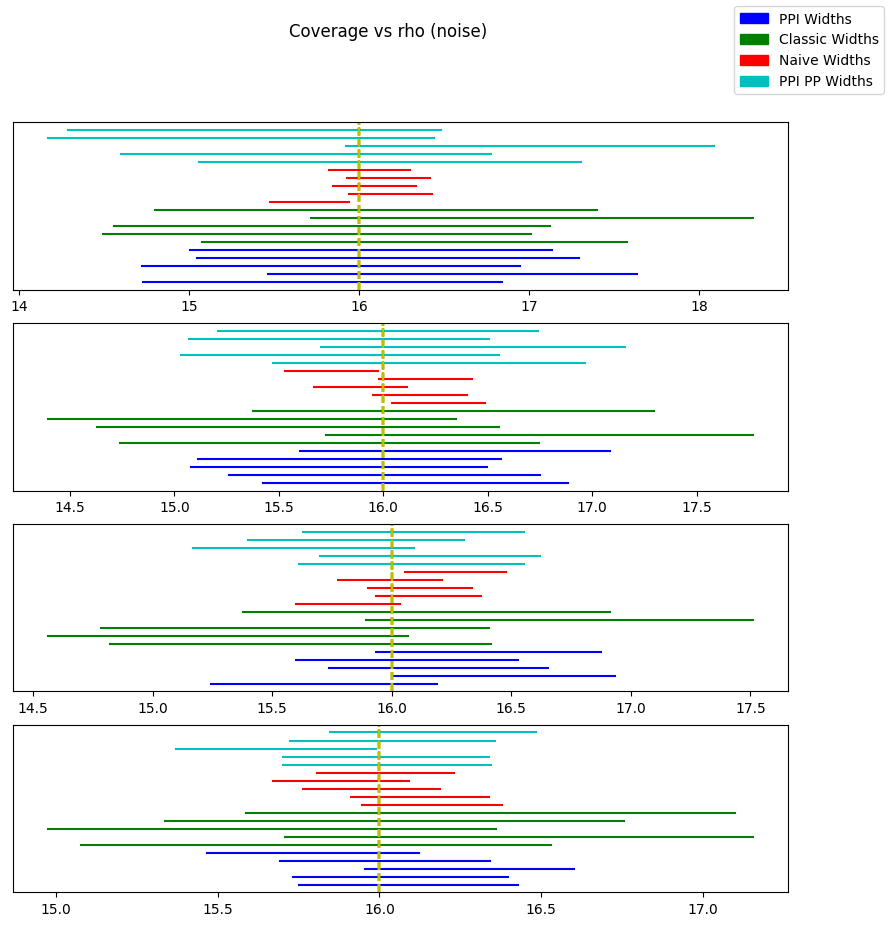 Coverage vs rho (noise)
PPI Widths
Classic Widths
Naive Widths
PPI PP Widths
14 15 16 17 18
14.5 15.0 15.5 16.0 16.5 17.0 17.5
14.5 15.0 15.5 16.0 16.5 17.0 17.5
15.0 15.5 16.0 16.5 17.0